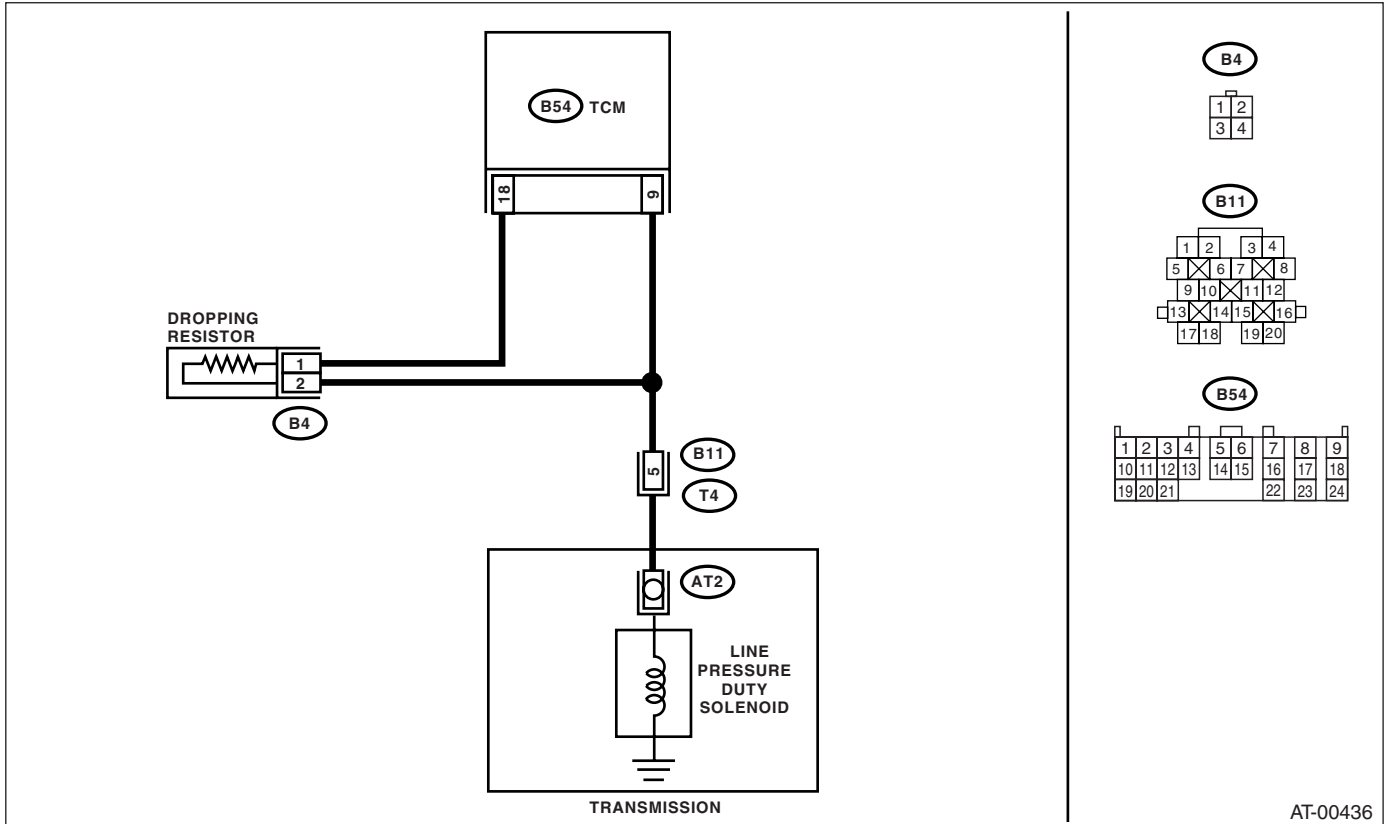 B54 TCM
18 9
DROPPING
RESISTOR
1
2
B4
B11
5
T4
AT2
LINE
PRESSURE
DUTY
SOLENOID
TRANSMISSION
B4
1 2
3 4
B11
1 2 3 4
5 6 7 8
9 10 11 12
13 14 15 16
17 18 19 20
B54
1 2 3 4 5 6 7 8 9
10 11 12 13 14 15 16 17 18
19 20 21 22 23 24
AT-00436